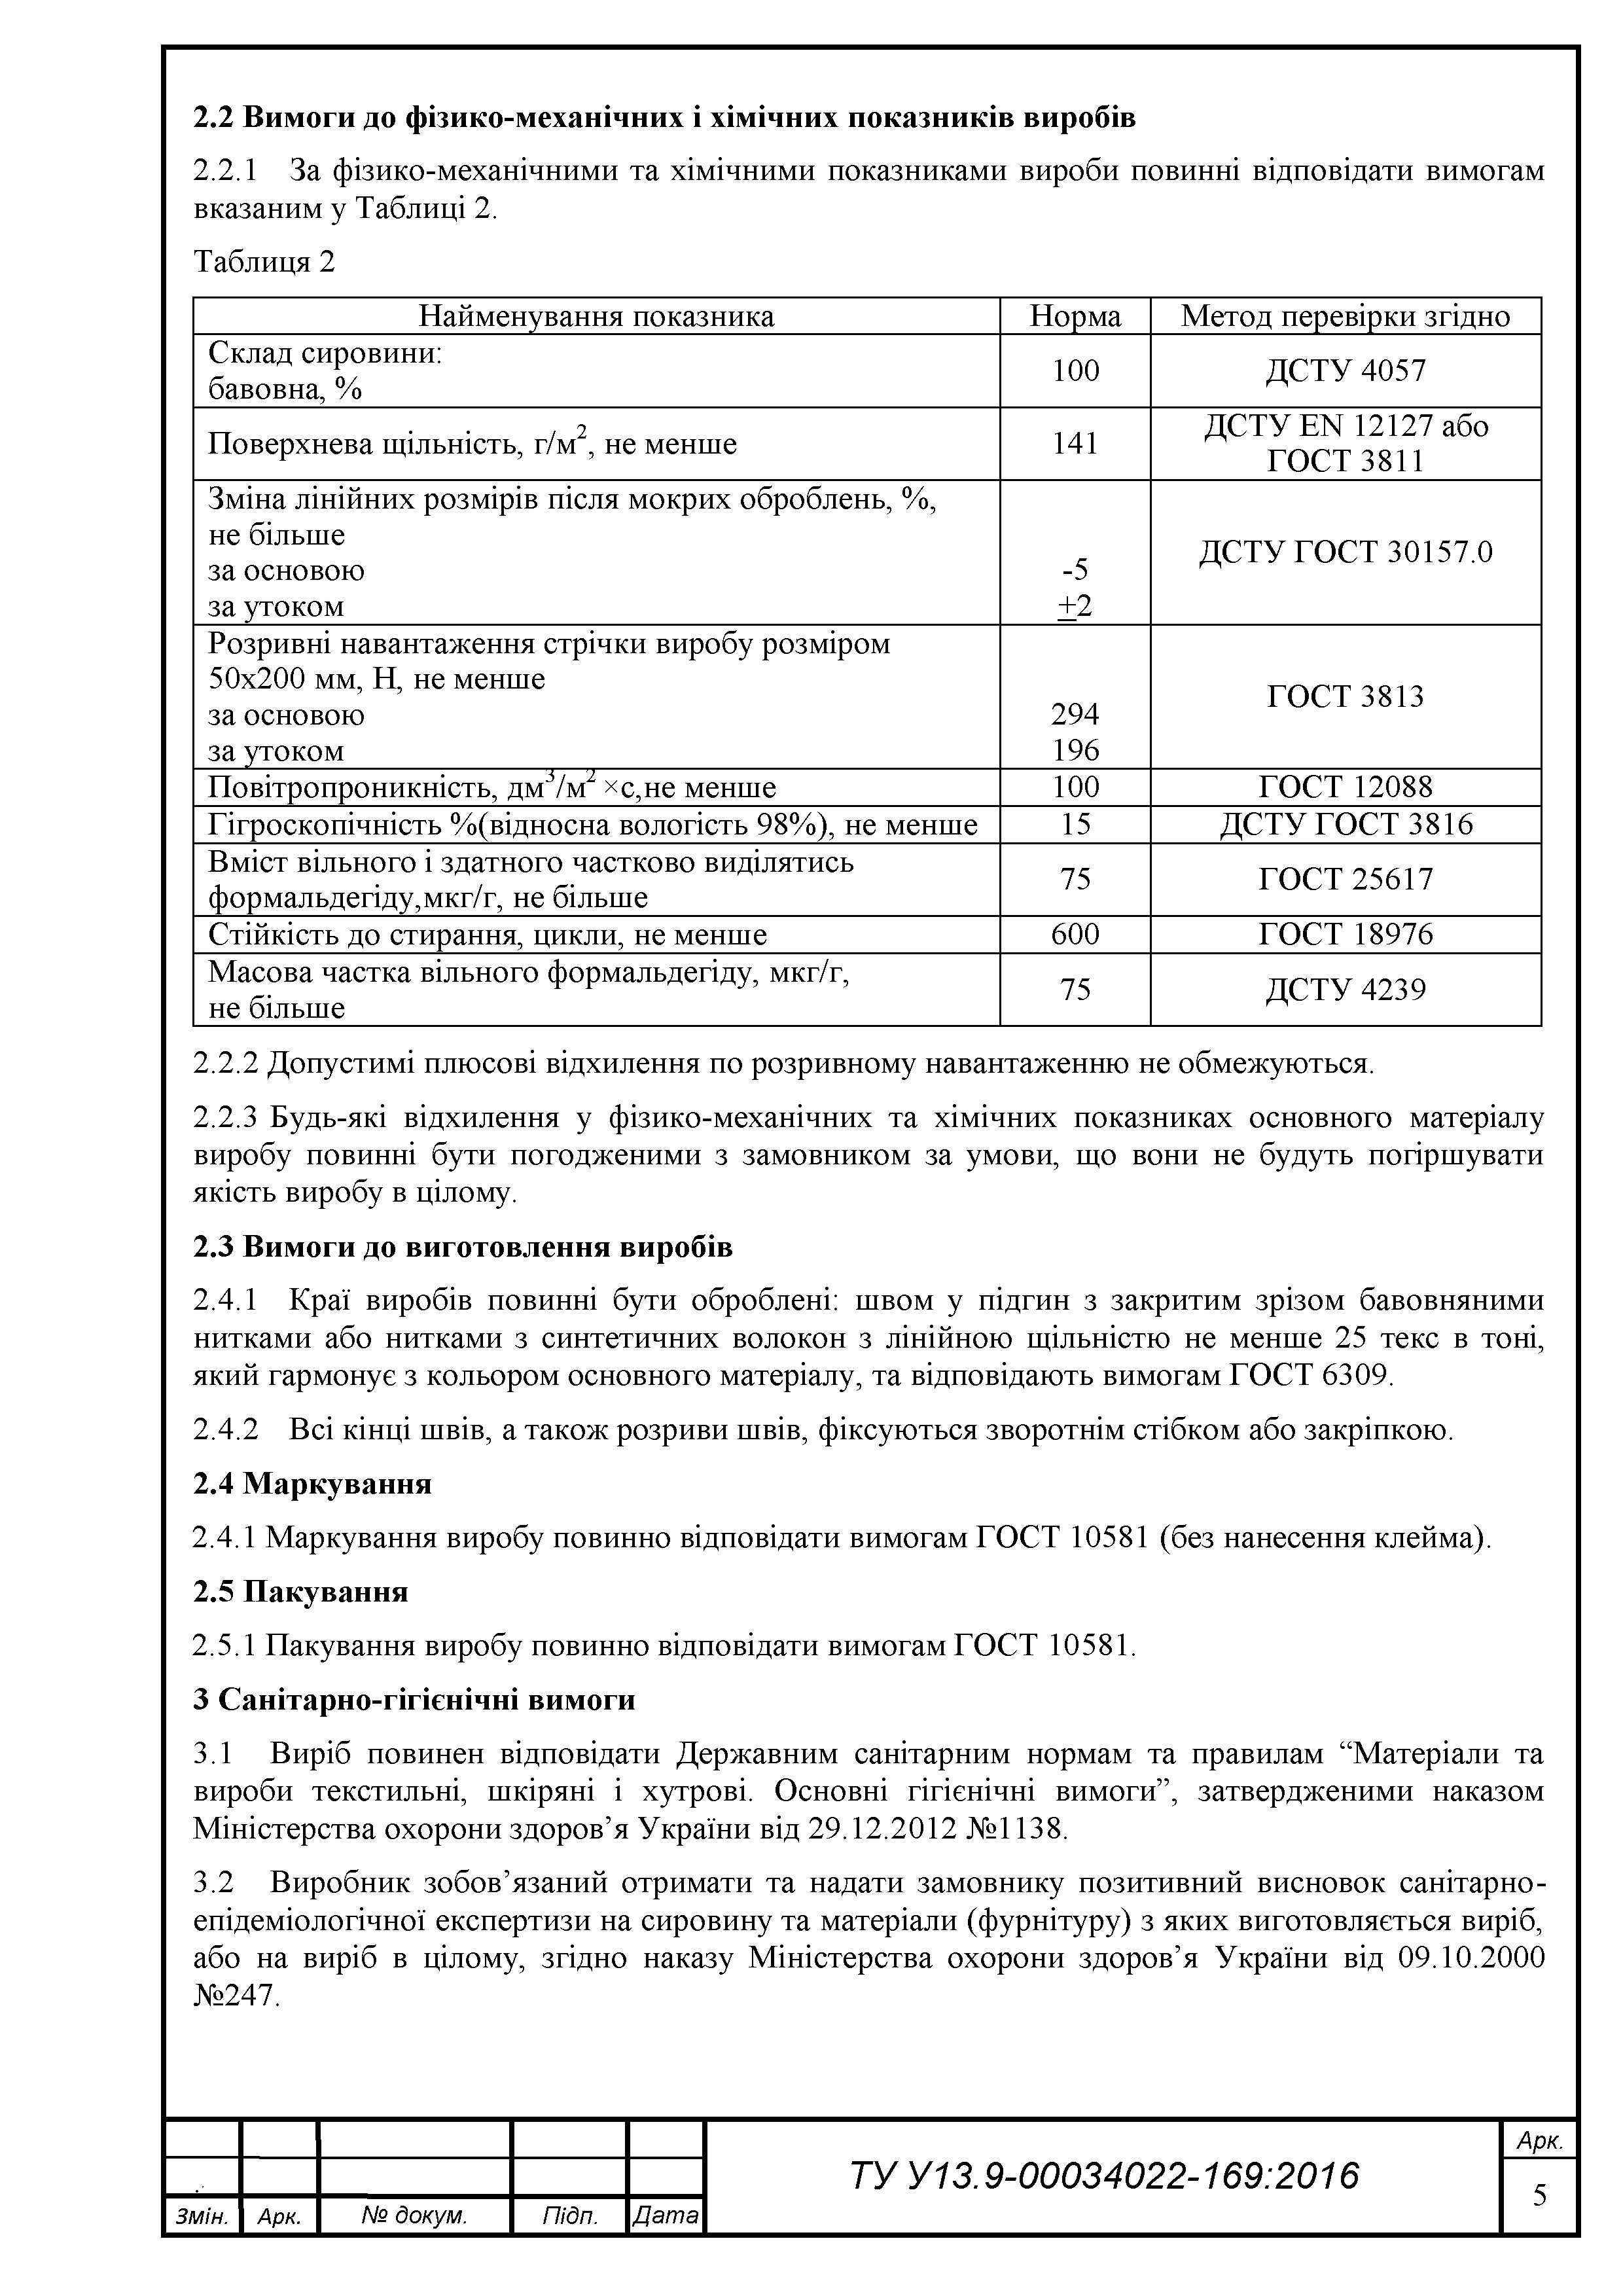 2.2 Вимоги до фізико-механічних і хімічних показників виробів
2.2.1 За фізико-механічними та хімічними показниками вироби повинні відповідати вимогам
вказаним у Таблиці 2.
Таблиця 2
Найменування показника Норма Метод перевірки згідно
Склад сировини:
бавовна, % 100 ДСТУ 4057
Поверхнева щільність, г/м², не менше 141 ДСТУ EN 12127 або
ГОСТ 3811
Зміна лінійних розмірів після мокрих оброблень, %,
не більше ДСТУ ГОСТ 30157.0
за основою -5
за утоком ±2
Розривні навантаження стрічки виробу розміром
50х200 мм, Н, не менше ГОСТ 3813
за основою 294
за утоком 196
Повітропроникність, дм³/м² ×с,не менше 100 ГОСТ 12088
Гігроскопічність %(відносна вологість 98%), не менше 15 ДСТУ ГОСТ 3816
Вміст вільного і здатного частково виділятись
формальдегіду,мкг/г, не більше 75 ГОСТ 25617
Стійкість до стирання, цикли, не менше 600 ГОСТ 18976
Масова частка вільного формальдегіду, мкг/г,
не більше 75 ДСТУ 4239
2.2.2 Допустимі плюсові відхилення по розривному навантаженню не обмежуються.
2.2.3 Будь-які відхилення у фізико-механічних та хімічних показниках основного матеріалу
виробу повинні бути погодженими з замовником за умови, що вони не будуть погіршувати
якість виробу в цілому.
2.3 Вимоги до виготовлення виробів
2.4.1 Краї виробів повинні бути оброблені: швом у підгин з закритим зрізом бавовняними
нитками або нитками з синтетичних волокон з лінійною щільністю не менше 25 текс в тоні,
який гармонує з кольором основного матеріалу, та відповідають вимогам ГОСТ 6309.
2.4.2 Всі кінці швів, а також розриви швів, фіксуються зворотнім стібком або закріпкою.
2.4 Маркування
2.4.1 Маркування виробу повинно відповідати вимогам ГОСТ 10581 (без нанесення клейма).
2.5 Пакування
2.5.1 Пакування виробу повинно відповідати вимогам ГОСТ 10581.
3 Санітарно-гігієнічні вимоги
3.1 Виріб повинен відповідати Державним санітарним нормам та правилам “Матеріали та
вироби текстильні, шкіряні і хутрові. Основні гігієнічні вимоги”, затвердженими наказом
Міністерства охорони здоров’я України від 29.12.2012 №1138.
3.2 Виробник зобов’язаний отримати та надати замовнику позитивний висновок санітарно-
епідеміологічної експертизи на сировину та матеріали (фурнітуру) з яких виготовляється виріб,
або на виріб в цілому, згідно наказу Міністерства охорони здоров’я України від 09.10.2000
№247.
ТУ У13.9-00034022-169:2016 Арк.
5
Змін. Арк. № докум. Підп. Дата